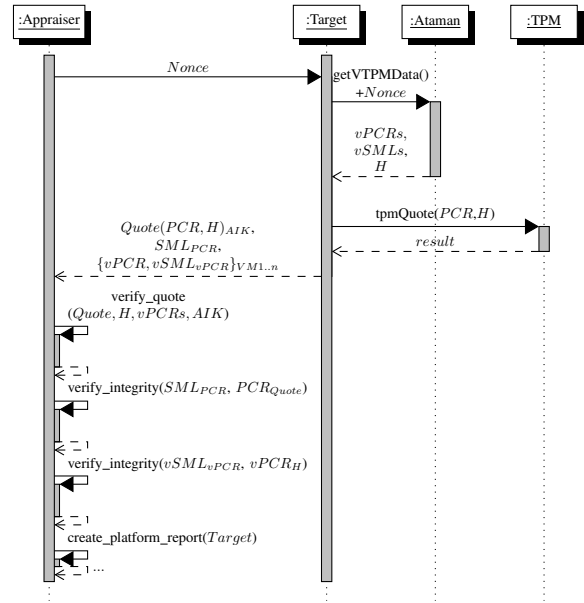 :Appraiser :Target :Ataman :TPM
Nonce
getVTPMData()
+Nonce
vPCRs,
vSMLs,
H
tpmQuote(PCR,H)
result
Quote(PCR, H)AIK,
SMLPCR,
{vPCR, vSMLvPCR}VM1..n
verify_quote
(Quote, H, vPCRs, AIK)
verify_integrity(SMLPCR, PCRQuote)
verify_integrity(vSMLvPCR, vPCRH)
create_platform_report(Target)
...